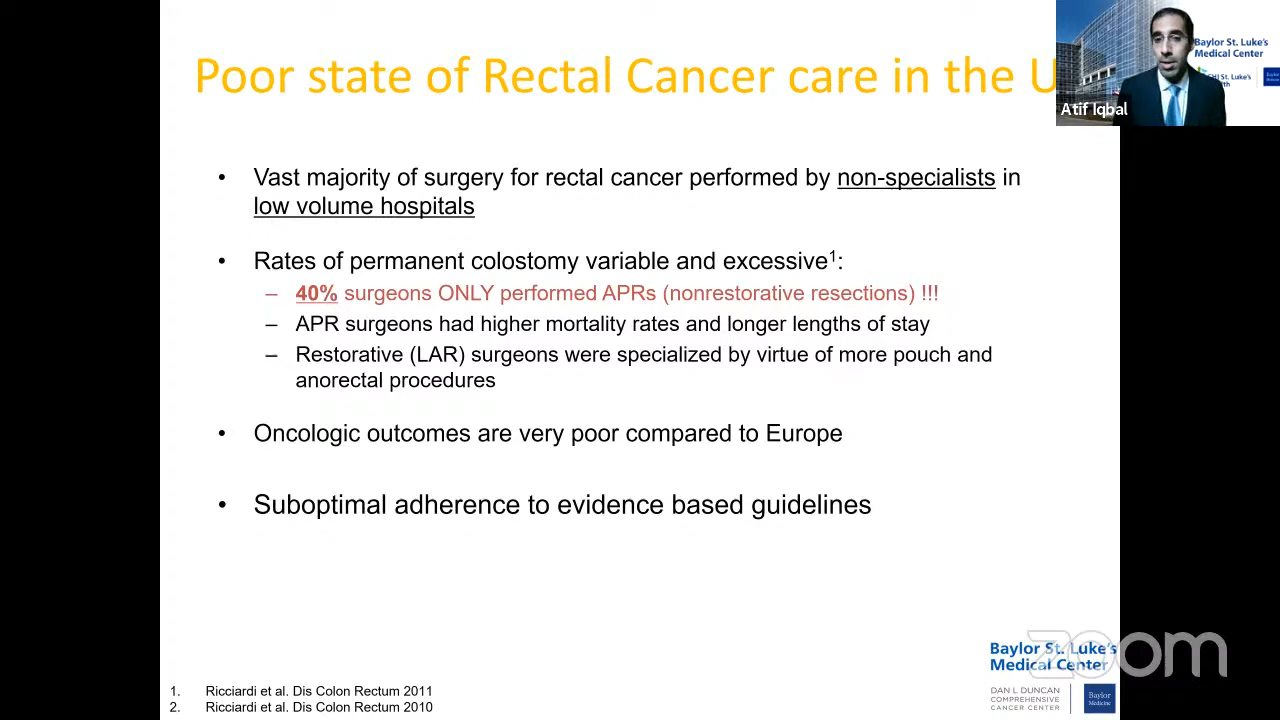 Poor state of Rectal Cancer care in the U
Baylor St. Luke's
Medical Center
CHI St. Luke's
Atif Iqbal
• Vast majority of surgery for rectal cancer performed by non-specialists in
low volume hospitals
• Rates of permanent colostomy variable and excessive1:
– 40% surgeons ONLY performed APRs (nonrestorative resections) !!!
– APR surgeons had higher mortality rates and longer lengths of stay
– Restorative (LAR) surgeons were specialized by virtue of more pouch and
anorectal procedures
• Oncologic outcomes are very poor compared to Europe
• Suboptimal adherence to evidence based guidelines
zoom
Baylor St. Luke's
Medical Center
DAN L DUNCAN
COMPREHENSIVE
CANCER CENTER
Baylor
Medicine
1. Ricciardi et al. Dis Colon Rectum 2011
2. Ricciardi et al. Dis Colon Rectum 2010